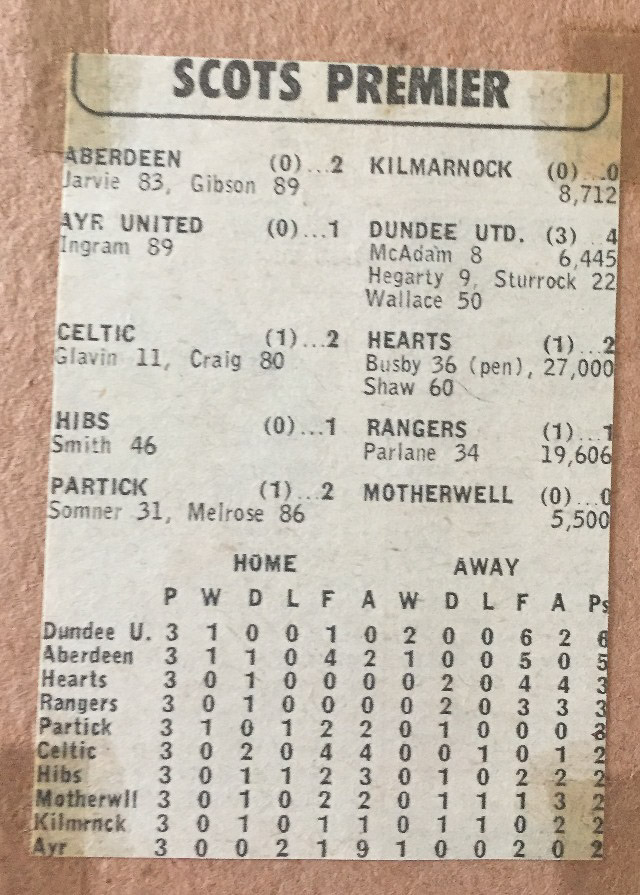 SCOTS PREMIER
ABERDEEN (0)...2 KILMARNOCK (0)...0
Jarvie 83, Gibson 89 8,712
AYR UNITED (0)...1 DUNDEE UTD. (3) 4
Ingram 89 McAdam 8 6,445
Hegarty 9, Sturrock 22
Wallace 50
CELTIC (1)...2 HEARTS (1)...2
Glavin 11, Craig 80 Busby 36 (pen), 27,000
Shaw 60
HIBS (0)...1 RANGERS (1)...1
Smith 46 Parlane 34 19,606
PARTICK (1)...2 MOTHERWELL (0)...0
Somner 31, Melrose 86 5,500
HOME AWAY
P W D L F A W D L F A Ps
Dundee U. 3 1 0 0 1 0 2 0 0 6 2 6
Aberdeen 3 1 1 0 4 2 1 0 0 5 0 5
Hearts 3 0 1 0 0 0 0 2 0 4 4 3
Rangers 3 0 1 0 0 0 0 2 0 3 3 3
Partick 3 1 0 1 2 2 0 1 0 0 0 3
Celtic 3 0 2 0 4 4 0 0 1 0 1 2
Hibs 3 0 1 1 2 3 0 1 0 2 2 2
Motherwll 3 0 1 0 2 2 0 1 1 1 3 2
Kilmrnck 3 0 1 0 1 1 0 1 1 0 2 2
Ayr 3 0 0 2 1 9 1 0 0 2 0 2